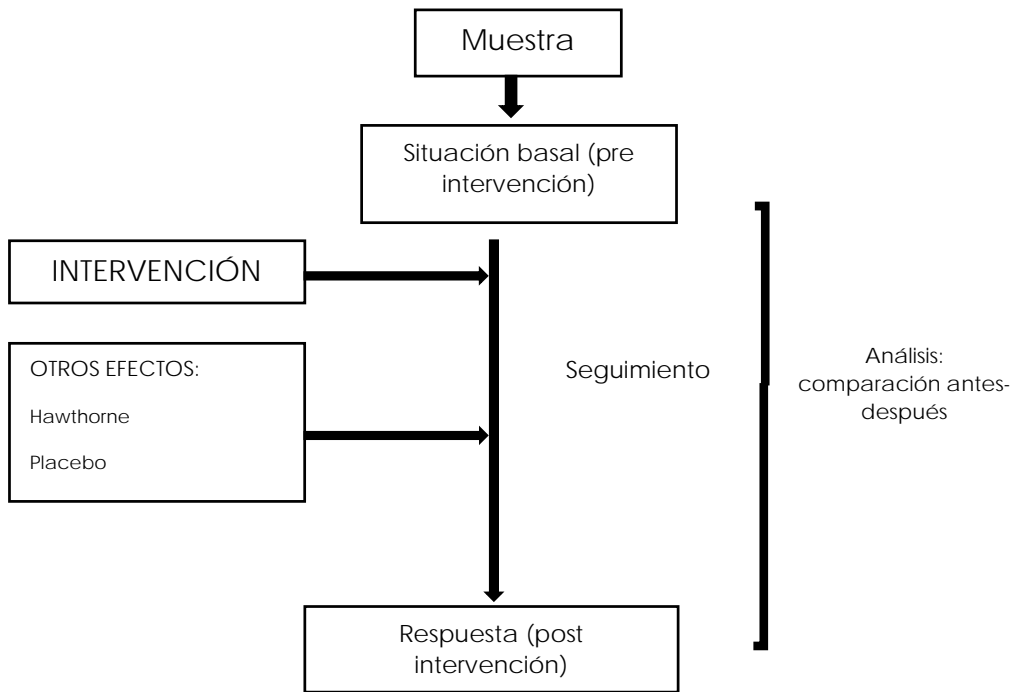 Muestra
Situación basal (pre
intervención)
INTERVENCIÓN
OTROS EFECTOS:
Hawthorne
Placebo
Seguimiento
Análisis:
comparación antes-
después
Respuesta (post
intervención)